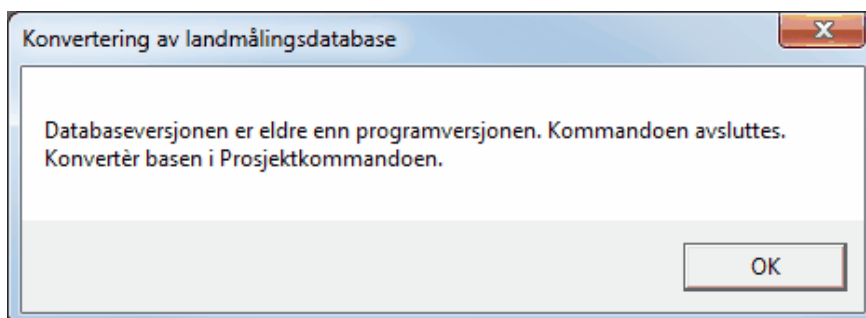 Konvertering av landmålingsdatabase
Databaseversjonen er eldre enn programversjonen. Kommandoen avsluttes.
Konvertèr basen i Prosjektkommandoen.
OK